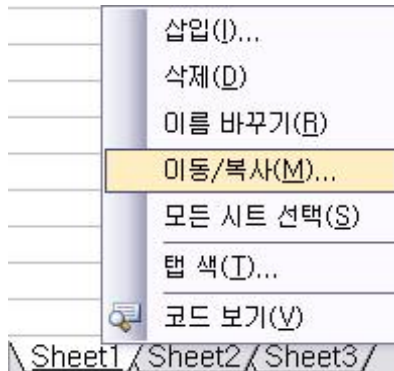 삽입(I)...
삭제(D)
이름 바꾸기(R)
이동/복사(M)...
모든 시트 선택(S)
탭 색(T)...
코드 보기(V)
Sheet1 Sheet2 Sheet3